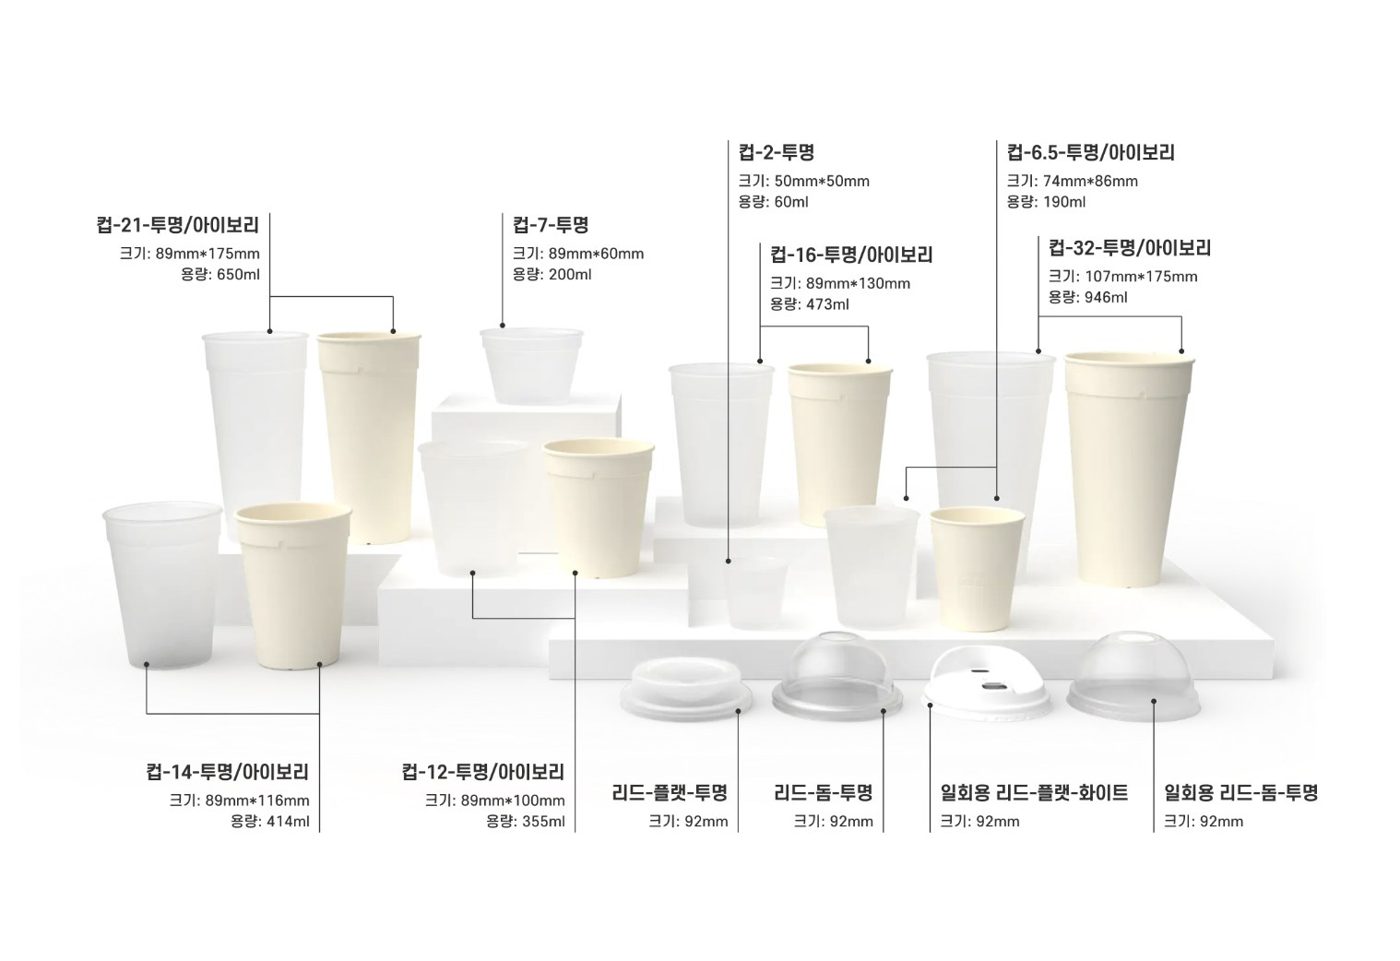 컵-21-투명/아이보리
크기: 89mm*175mm
용량: 650ml
컵-7-투명
크기: 89mm*60mm
용량: 200ml
컵-2-투명
크기: 50mm*50mm
용량: 60ml
컵-16-투명/아이보리
크기: 89mm*130mm
용량: 473ml
컵-6.5-투명/아이보리
크기: 74mm*86mm
용량: 190ml
컵-32-투명/아이보리
크기: 107mm*175mm
용량: 946ml
컵-14-투명/아이보리
크기: 89mm*116mm
용량: 414ml
컵-12-투명/아이보리
크기: 89mm*100mm
용량: 355ml
리드-플랫-투명
크기: 92mm
리드-돔-투명
크기: 92mm
일회용 리드-플랫-화이트
크기: 92mm
일회용 리드-돔-투명
크기: 92mm